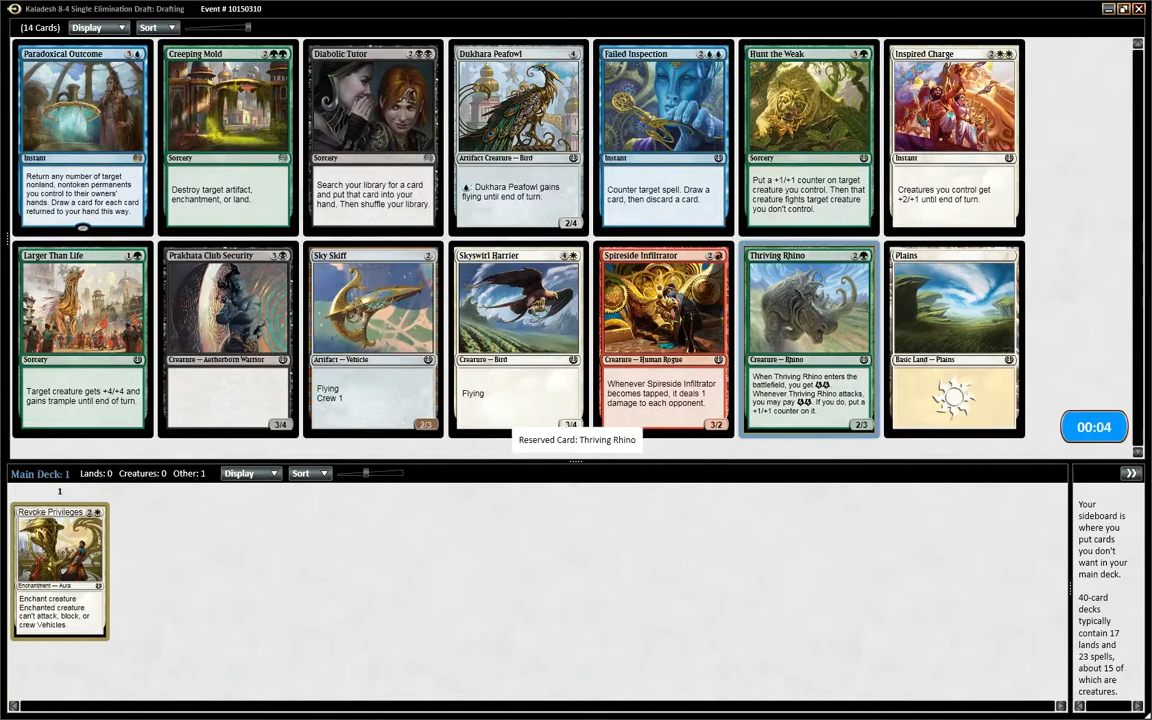 Kaladesh 8-4 Single Elimination Draft: Drafting Event # 10150310
(14 Cards) Display Sort
Paradoxical Outcome 3
Instant
Return any number of target
nonland, nontoken permanents
you control to their owners'
hands. Draw a card for each card
returned to your hand this way.
Creeping Mold 2
Sorcery
Destroy target artifact,
enchantment, or land.
Diabolic Tutor 2
Sorcery
Search your library for a card
and put that card into your
hand. Then shuffle your library.
Dukhara Peafowl 4
Artifact Creature — Bird
: Dukhara Peafowl gains
flying until end of turn.
2/4
Failed Inspection 2
Instant
Counter target spell. Draw a
card, then discard a card.
Hunt the Weak 3
Sorcery
Put a +1/+1 counter on target
creature you control. Then that
creature fights target creature
you don't control.
Inspired Charge 2
Instant
Creatures you control get
+2/+1 until end of turn.
Larger Than Life 1
Sorcery
Target creature gets +4/+4 and
gains trample until end of turn.
Prakhata Club Security 3
Creature — Aetherborn Warrior
3/4
Sky Skiff 2
Artifact — Vehicle
Flying
Crew 1
2/3
Skyswirl Harrier 4
Creature — Bird
Flying
3/4
Spireside Infiltrator 2
Creature — Human Rogue
Whenever Spireside Infiltrator
becomes tapped, it deals 1
damage to each opponent.
3/2
Thriving Rhino 2
Creature — Rhino
When Thriving Rhino enters the
battlefield, you get .
Whenever Thriving Rhino attacks,
you may pay . If you do, put a
+1/+1 counter on it.
2/3
Plains
Basic Land — Plains
00:04
Reserved Card: Thriving Rhino
Main Deck: 1 Lands: 0 Creatures: 0 Other: 1 Display Sort
1
Revoke Privileges 2
Enchantment — Aura
Enchant creature
Enchanted creature
can't attack, block, or
crew Vehicles.
Your
sideboard is
where you
put cards
you don't
want in your
main deck.
40-card
decks
typically
contain 17
lands and
23 spells,
about 15 of
which are
creatures.